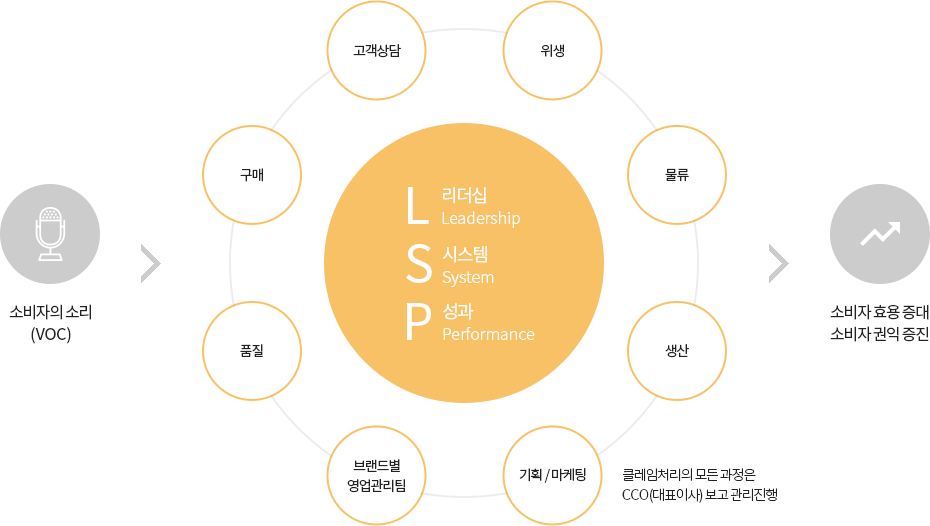 고객상담
위생
구매
물류
L 리더십
Leadership
S 시스템
System
P 성과
Performance
소비자의 소리
(VOC)
소비자 효용 증대
소비자 권익 증진
품질
생산
브랜드별
영업관리팀
기획 / 마케팅
클레임처리의 모든 과정은
CCO(대표이사) 보고 관리진행